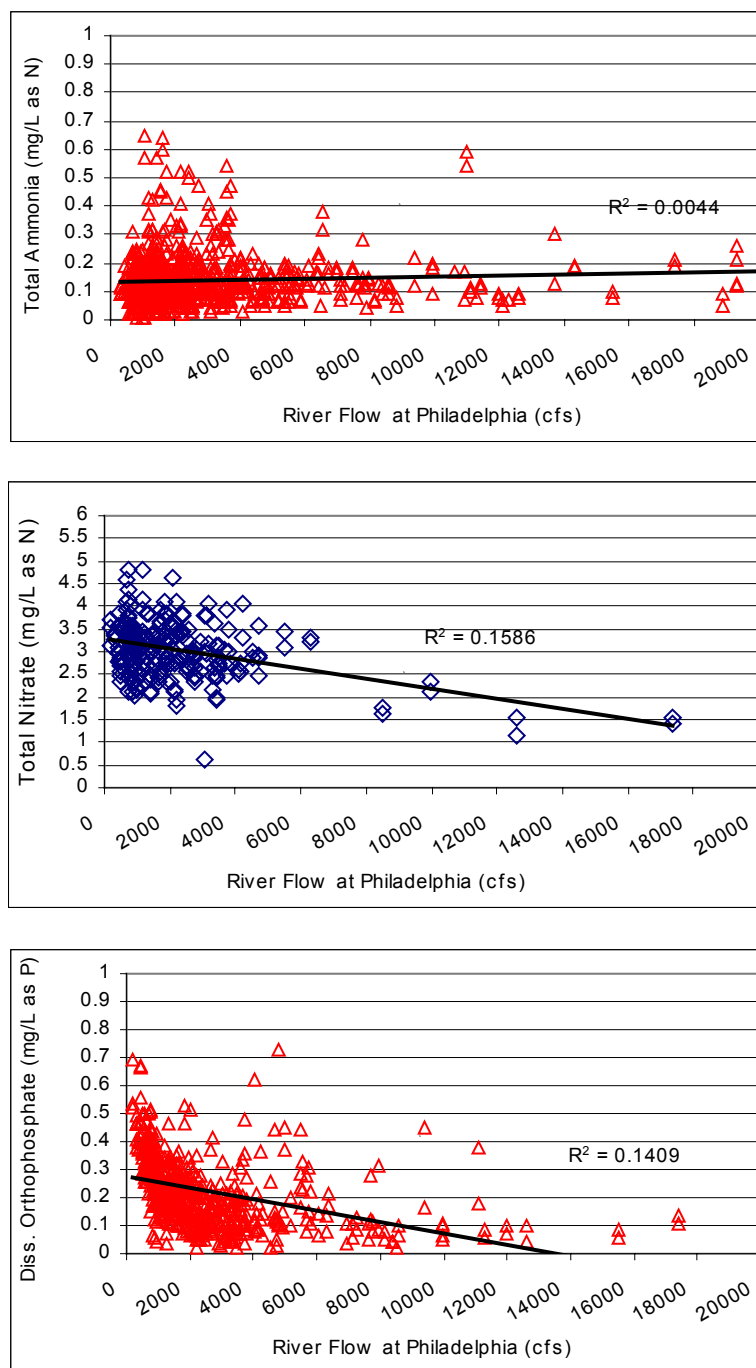 1
0.9
0.8
0.7
0.6
0.5
0.4
0.3
0.2
0.1
0
Total Ammonia (mg/L as N)
R² = 0.0044
0 2000 4000 6000 8000 10000 12000 14000 16000 18000 20000
River Flow at Philadelphia (cfs)
6
5.5
5
4.5
4
3.5
3
2.5
2
1.5
1
0.5
0
Total Nitrate (mg/L as N)
R² = 0.1586
0 2000 4000 6000 8000 10000 12000 14000 16000 18000 20000
River Flow at Philadelphia (cfs)
1
0.9
0.8
0.7
0.6
0.5
0.4
0.3
0.2
0.1
0
Diss. Orthophosphate (mg/L as P)
R² = 0.1409
0 2000 4000 6000 8000 10000 12000 14000 16000 18000 20000
River Flow at Philadelphia (cfs)